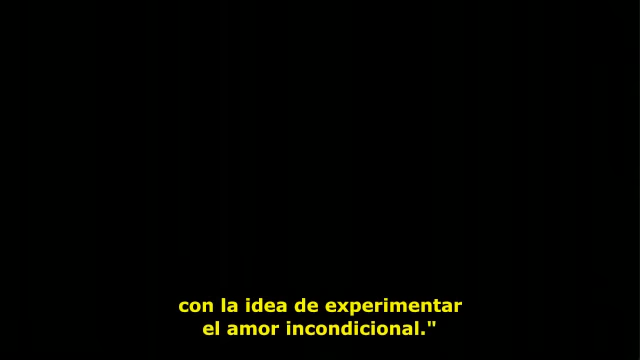 con la idea de experimentar
el amor incondicional."